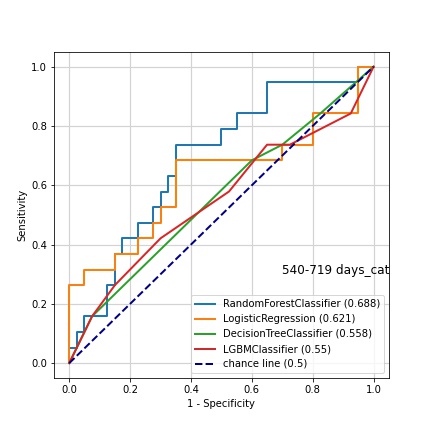 1.0
0.8
0.6
0.4
0.2
0.0
Sensitivity
540-719 days_cat
RandomForestClassifier (0.688)
LogisticRegression (0.621)
DecisionTreeClassifier (0.558)
LGBMClassifier (0.55)
chance line (0.5)
0.0 0.2 0.4 0.6 0.8 1.0
1 - Specificity